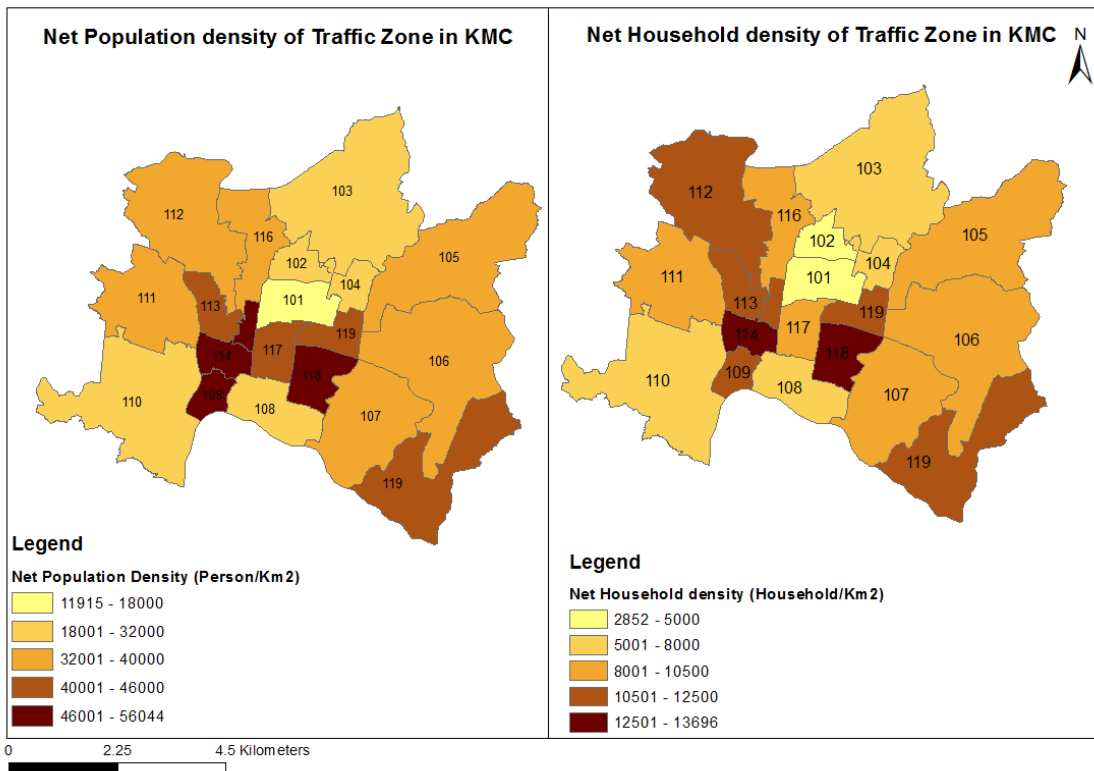 Net Population density of Traffic Zone in KMC
103
112
116
105
102
104
111
101
113
119
117
114
106
118
109
110
108
107
119
Legend
Net Population Density (Person/Km2)
11915 - 18000
18001 - 32000
32001 - 40000
40001 - 46000
46001 - 56044
0 2.25 4.5 Kilometers
Net Household density of Traffic Zone in KMC
N
103
112
116
105
102
104
111
101
113
119
117
114
106
118
109
110
108
107
119
Legend
Net Household density (Household/Km2)
2852 - 5000
5001 - 8000
8001 - 10500
10501 - 12500
12501 - 13696